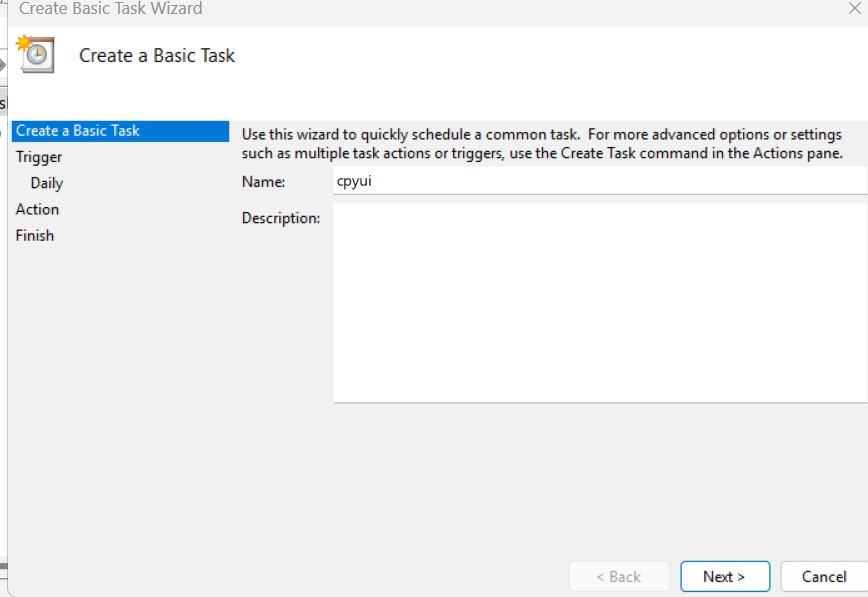 Create Basic Task Wizard
Create a Basic Task
Create a Basic Task
Trigger
Daily
Action
Finish
Use this wizard to quickly schedule a common task.  For more advanced options or settings
such as multiple task actions or triggers, use the Create Task command in the Actions pane.
Name:
cpyui
Description:
< Back
Next >
Cancel